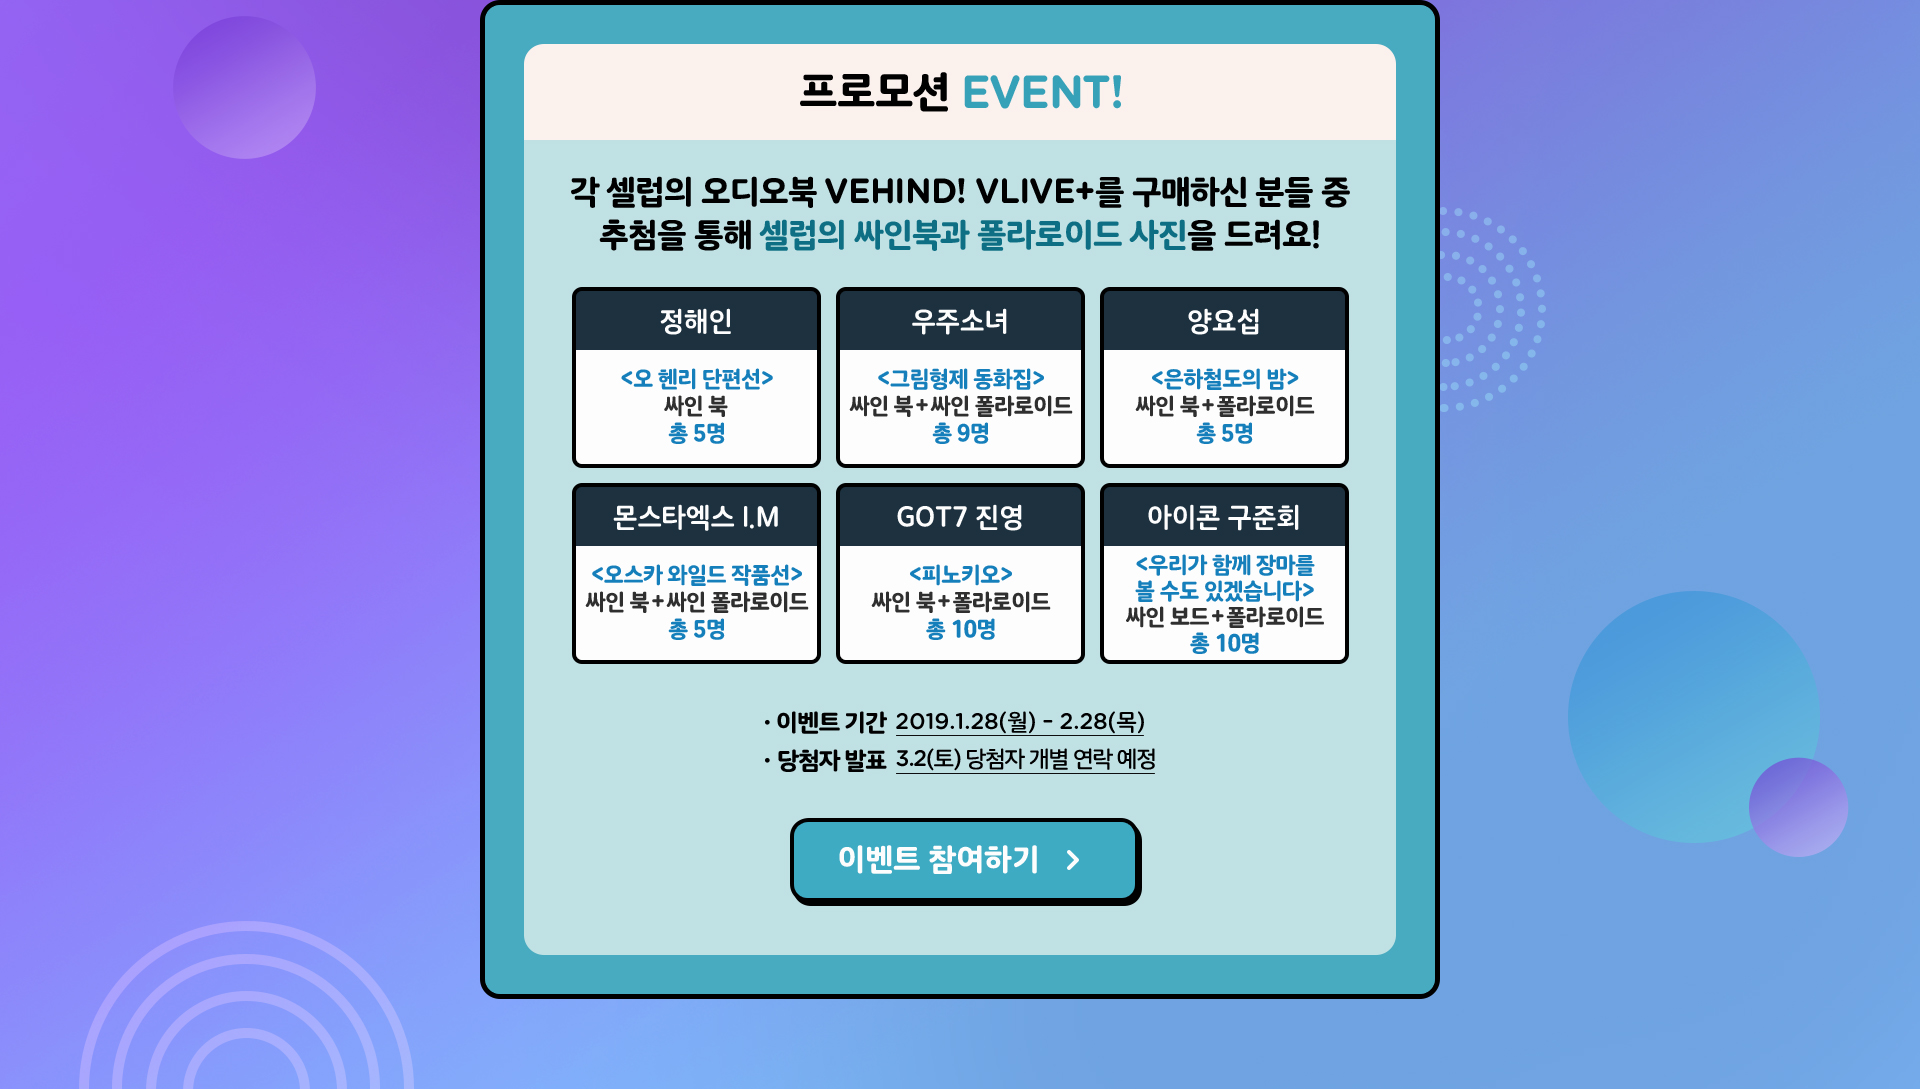 프로모션 EVENT!
각 셀럽의 오디오북 VEHIND! VLIVE+를 구매하신 분들 중
추첨을 통해 셀럽의 싸인북과 폴라로이드 사진을 드려요!
정해인
<오 헨리 단편선>
싸인 북
총 5명
우주소녀
<그림형제 동화집>
싸인 북+싸인 폴라로이드
총 9명
양요섭
<은하철도의 밤>
싸인 북+폴라로이드
총 5명
몬스타엑스 I.M
<오스카 와일드 작품선>
싸인 북+싸인 폴라로이드
총 5명
GOT7 진영
<피노키오>
싸인 북+폴라로이드
총 10명
아이콘 구준회
<우리가 함께 장마를
볼 수도 있겠습니다>
싸인 보드+폴라로이드
총 10명
· 이벤트 기간 2019.1.28(월) - 2.28(목)
· 당첨자 발표 3.2(토) 당첨자 개별 연락 예정
이벤트 참여하기 >